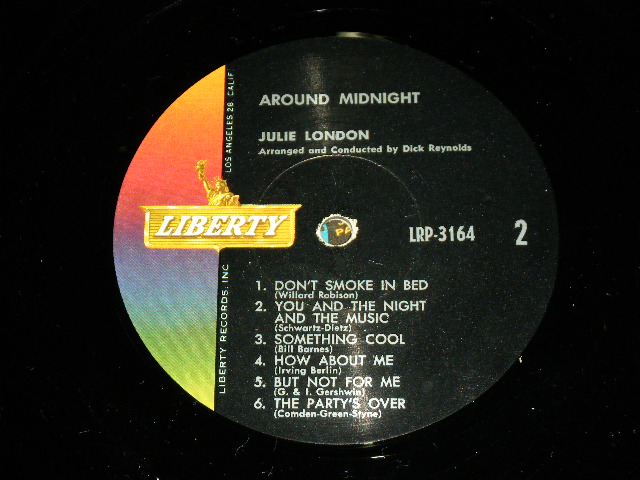 AROUND MIDNIGHT
JULIE LONDON
Arranged and Conducted by Dick Reynolds
LIBERTY
LRP-3164
2
1. DON'T SMOKE IN BED
(Willard Robison)
2. YOU AND THE NIGHT
AND THE MUSIC
(Schwartz-Dietz)
3. SOMETHING COOL
(Bill Barnes)
4. HOW ABOUT ME
(Irving Berlin)
5. BUT NOT FOR ME
(G. & I. Gershwin)
6. THE PARTY'S OVER
(Comden-Green-Styne)
LIBERTY RECORDS, INC.
LOS ANGELES 28, CALIF.